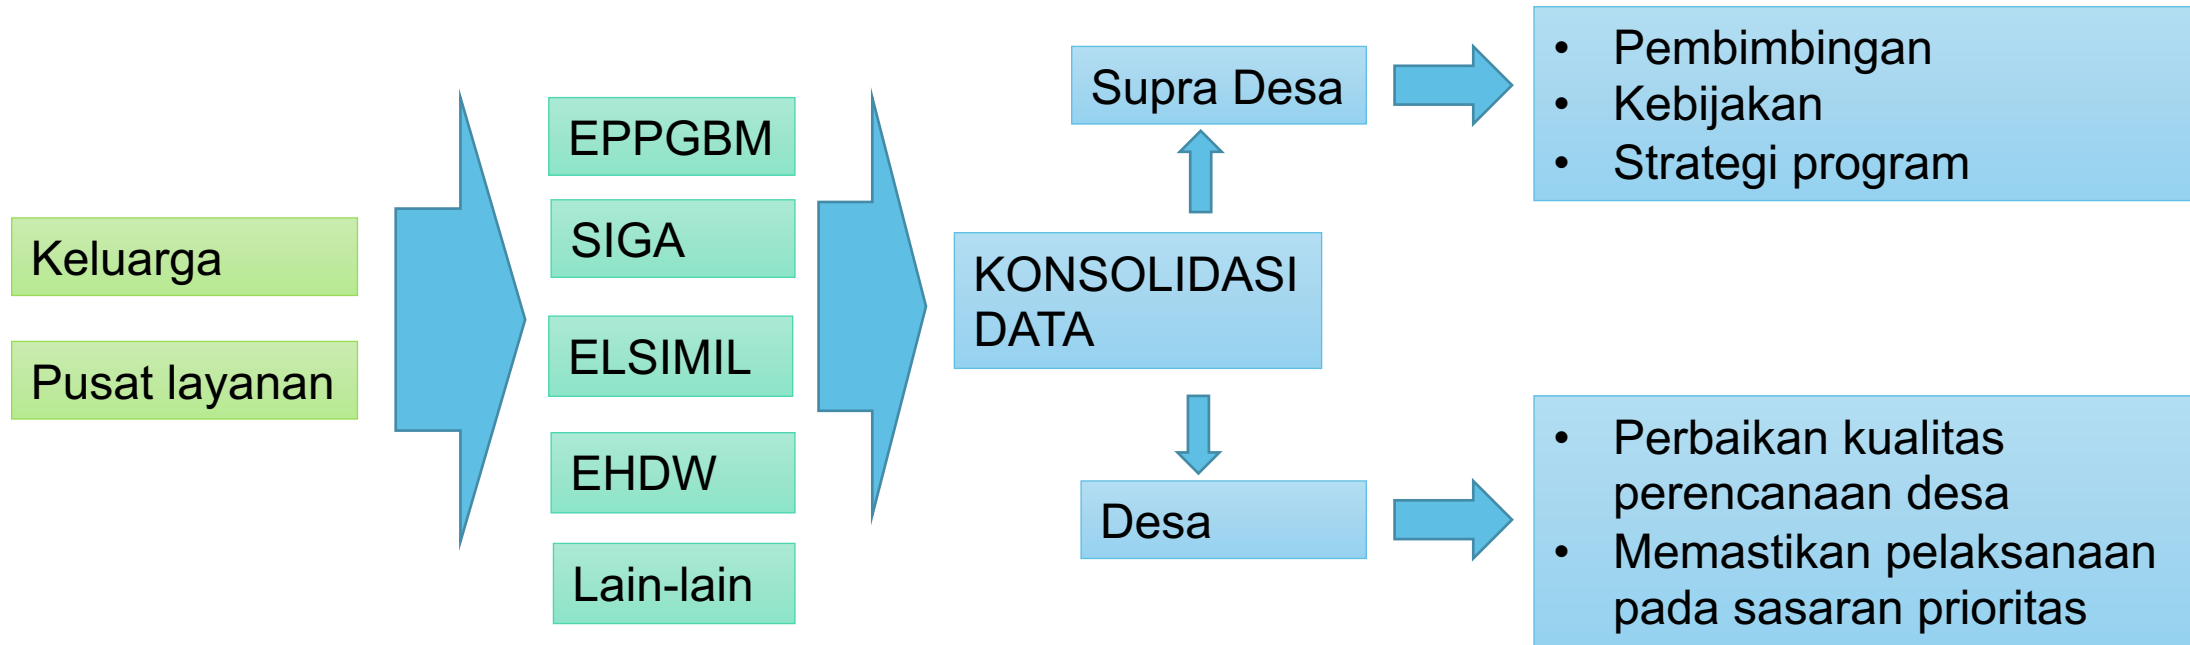 Keluarga
Pusat layanan
EPPGBM
SIGA
ELSIMIL
EHDW
Lain-lain
KONSOLIDASI
DATA
Supra Desa
• Pembimbingan
• Kebijakan
• Strategi program
Desa
• Perbaikan kualitas
perencanaan desa
• Memastikan pelaksanaan
pada sasaran prioritas